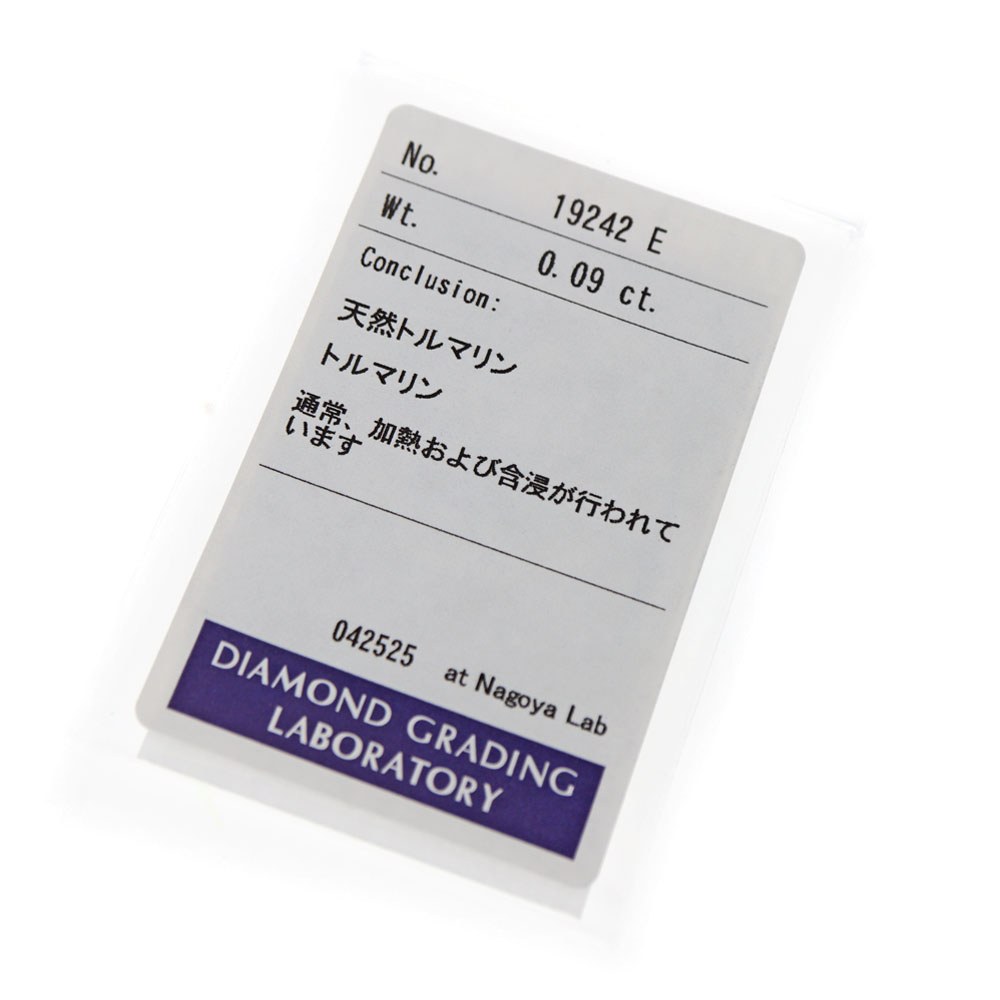 No. 19242 E
Wt. 0.09 ct.
Conclusion:
天然トルマリン
トルマリン
通常、加熱および含浸が行われて
います
042525 at Nagoya Lab
DIAMOND GRADING
LABORATORY